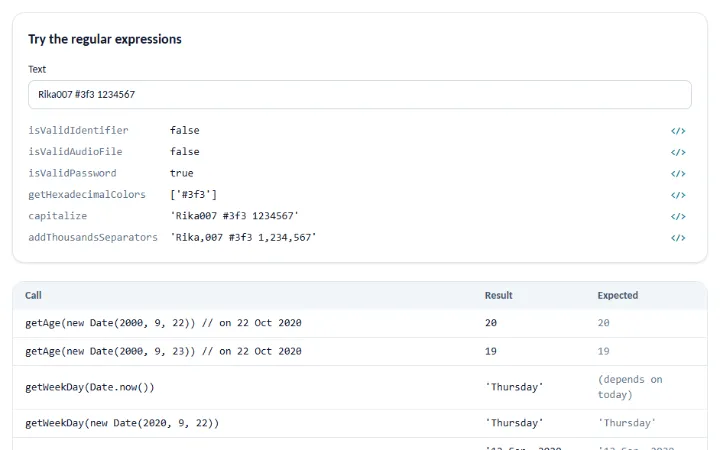 Try the regular expressions
Text
Rika007 #3f3 1234567
isValidIdentifier false </>
isValidAudioFile false </>
isValidPassword true </>
getHexadecimalColors ['#3f3'] </>
capitalize 'Rika007 #3f3 1234567' </>
addThousandsSeparators 'Rika,007 #3f3 1,234,567' </>
Call Result Expected
getAge(new Date(2000, 9, 22)) // on 22 Oct 2020 20 20
getAge(new Date(2000, 9, 23)) // on 22 Oct 2020 19 19
getWeekDay(Date.now()) 'Thursday' (depends on
today)
getWeekDay(new Date(2020, 9, 22)) 'Thursday' 'Thursday'